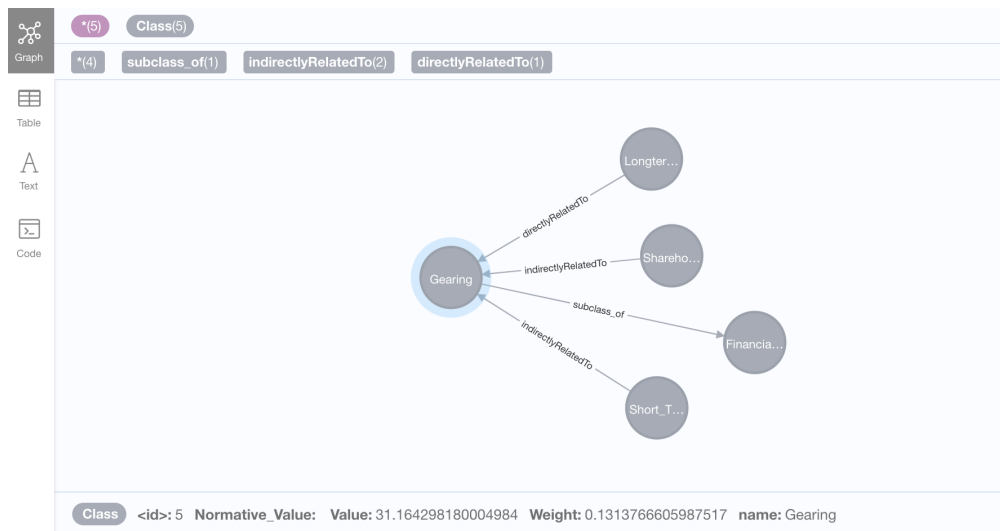 *(5) Class(5)
*(4) subclass_of(1) indirectlyRelatedTo(2) directlyRelatedTo(1)
Graph
Table
Text
Code
Longter...
directlyRelatedTo
Shareho...
indirectlyRelatedTo
Gearing
subclass_of
Financia...
indirectlyRelatedTo
Short_T...
Class <id>: 5 Normative_Value: Value: 31.164298180004984 Weight: 0.1313766605987517 name: Gearing